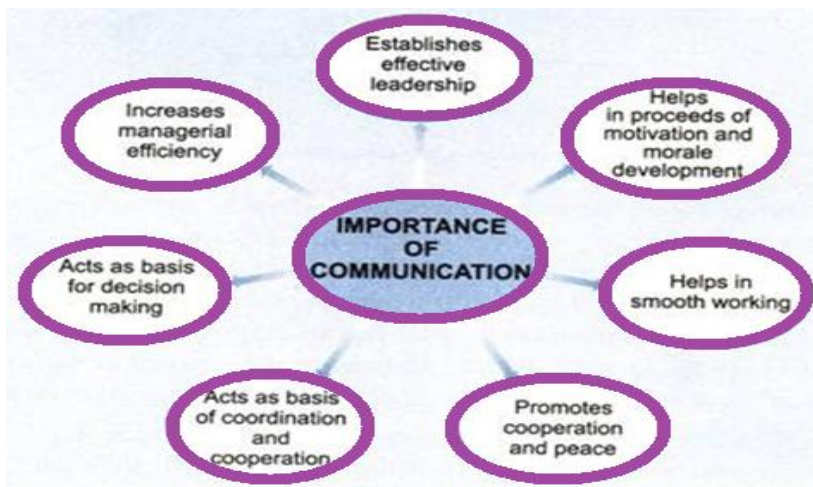 Establishes
effective
leadership
Increases
managerial
efficiency
Helps
in proceeds of
motivation and
morale
development
IMPORTANCE
OF
COMMUNICATION
Acts as basis
for decision
making
Helps in
smooth working
Acts as basis
of coordination
and
cooperation
Promotes
cooperation
and peace